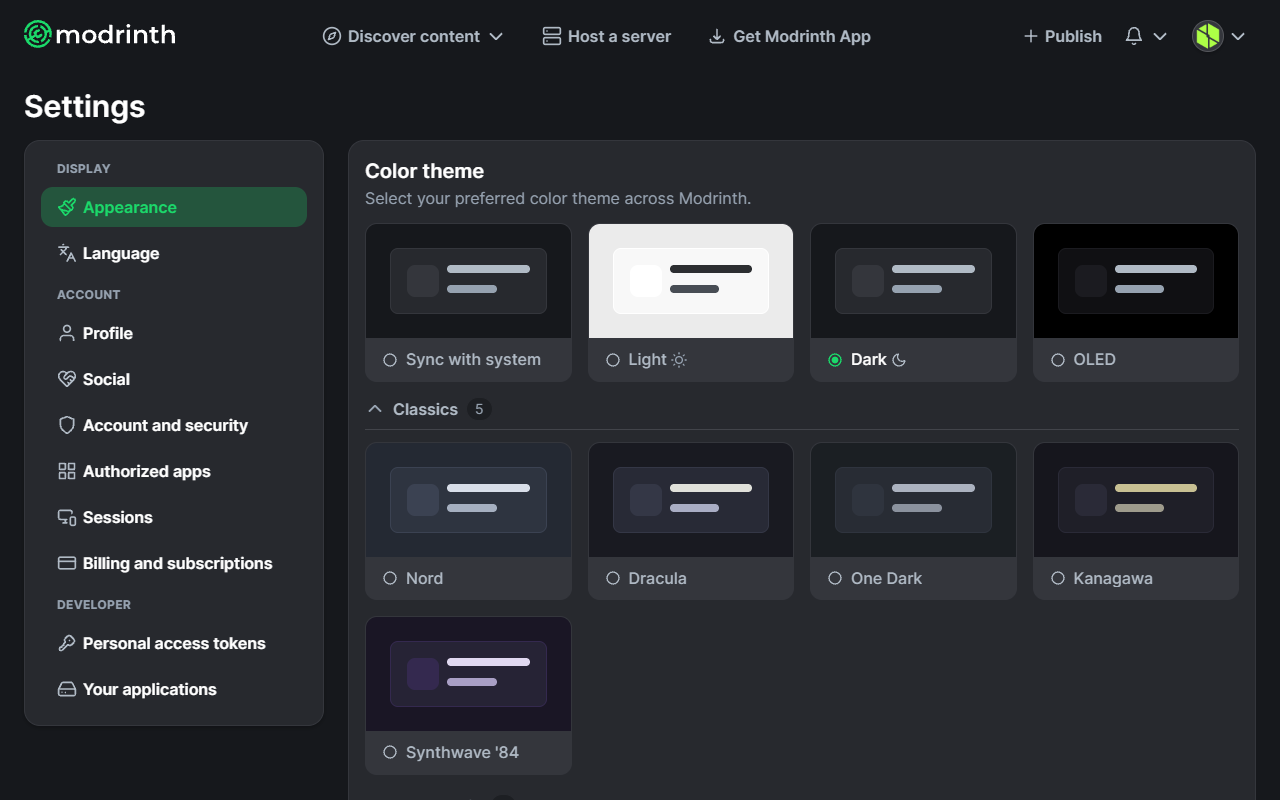 modrinth
Discover content
Host a server
Get Modrinth App
Publish
Settings
DISPLAY
Appearance
Language
ACCOUNT
Profile
Social
Account and security
Authorized apps
Sessions
Billing and subscriptions
DEVELOPER
Personal access tokens
Your applications
Color theme
Select your preferred color theme across Modrinth.
Sync with system
Light
Dark
OLED
Classics 5
Nord
Dracula
One Dark
Kanagawa
Synthwave '84